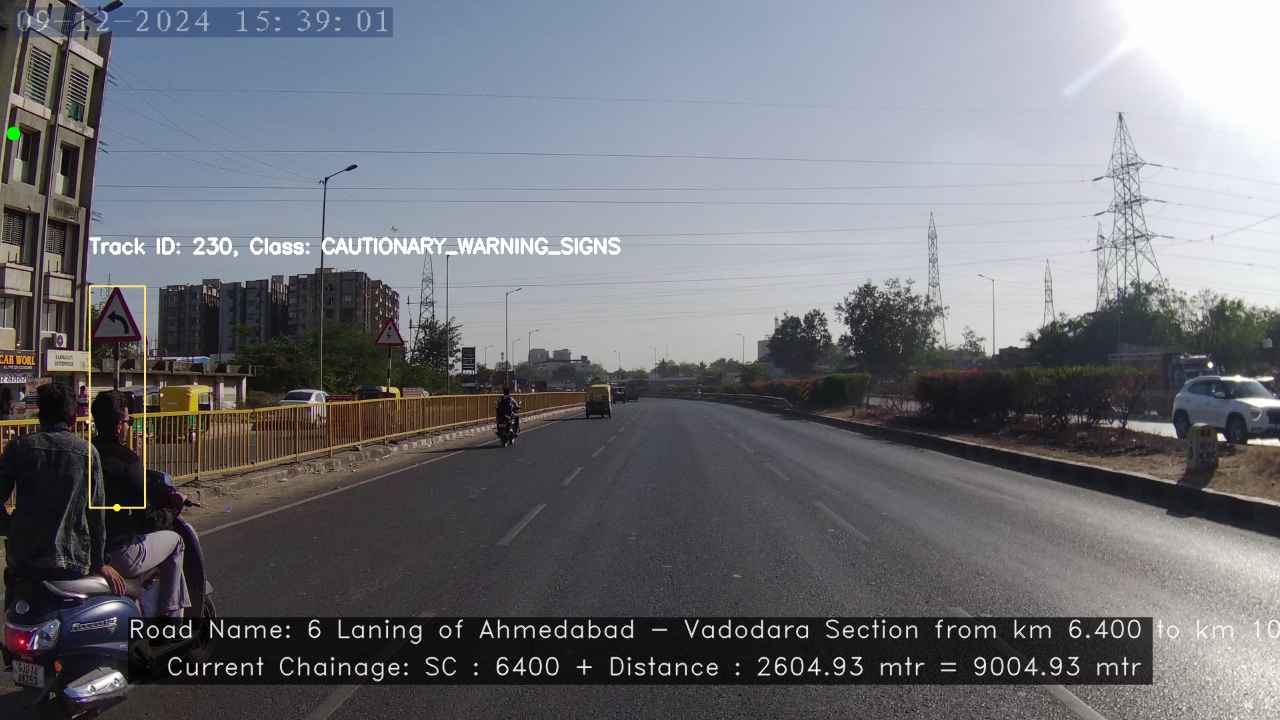 09-12-2024 15:39:01
Track ID: 230, Class: CAUTIONARY_WARNING_SIGNS
CAR WORL
Road Name: 6 Laning of Ahmedabad - Vadodara Section from km 6.400 to km 10
Current Chainage: SC : 6400 + Distance : 2604.93 mtr = 9004.93 mtr